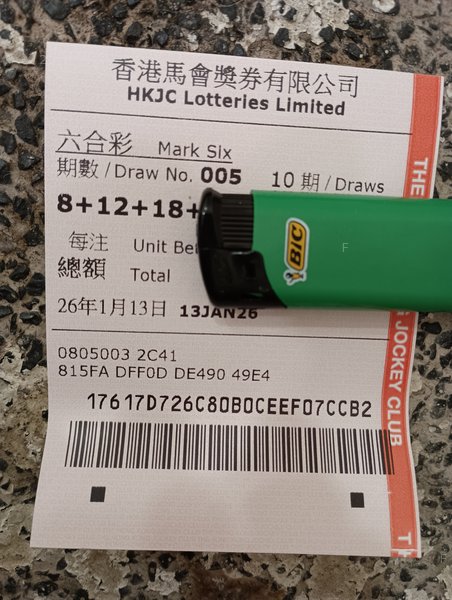 香港馬會獎券有限公司
HKJC Lotteries Limited
六合彩 Mark Six
期數 / Draw No. 005 10 期 / Draws
8+12+18+
每注 Unit Be
總額 Total
26年1月13日 13JAN26
0805003 2C41
815FA DFF0D DE490 49E4
17617D726C80B0CEEF07CCB2
BIC
F
THE
JOCKEY CLUB